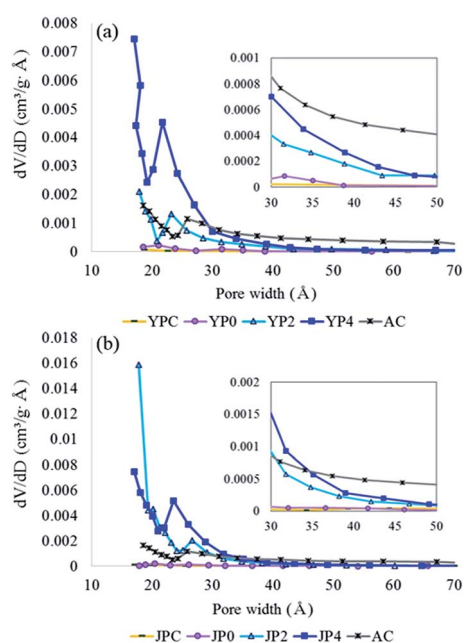 (a)
dV/dD (cm³/g· Å)
0.008
0.007
0.006
0.005
0.004
0.003
0.002
0.001
0
10 20 30 40 50 60 70
Pore width (Å)
0.001
0.0008
0.0006
0.0004
0.0002
0
30 35 40 45 50
YPC YP0 YP2 YP4 AC
(b)
dV/dD (cm³/g· Å)
0.018
0.016
0.014
0.012
0.01
0.008
0.006
0.004
0.002
0
10 20 30 40 50 60 70
Pore width (Å)
0.002
0.0015
0.001
0.0005
0
30 35 40 45 50
JPC JP0 JP2 JP4 AC